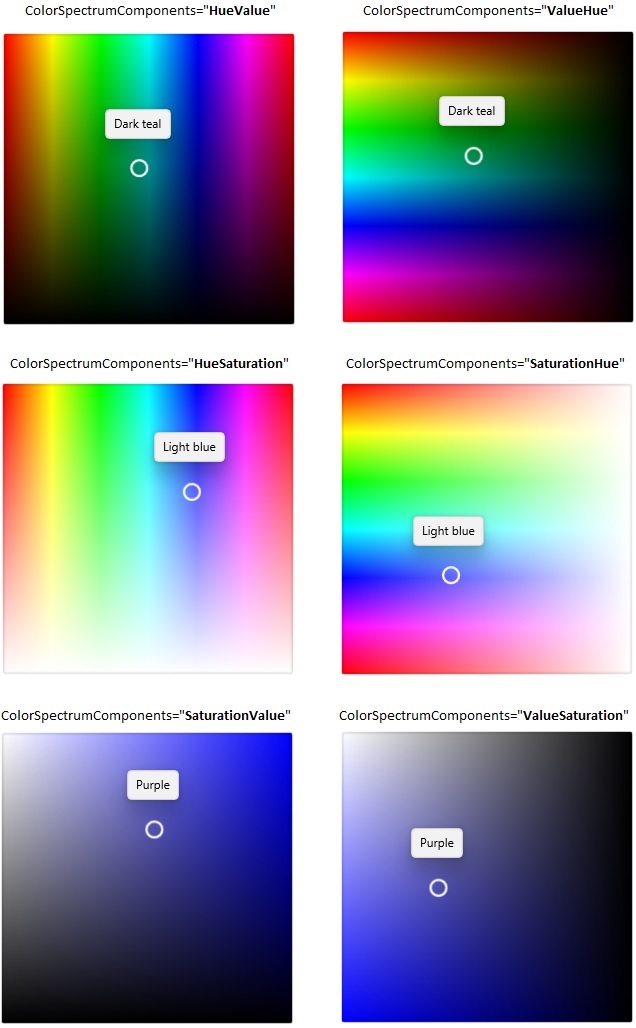 ColorSpectrumComponents="HueValue"
ColorSpectrumComponents="ValueHue"
Dark teal
Dark teal
ColorSpectrumComponents="HueSaturation"
ColorSpectrumComponents="SaturationHue"
Light blue
Light blue
ColorSpectrumComponents="SaturationValue"
ColorSpectrumComponents="ValueSaturation"
Purple
Purple